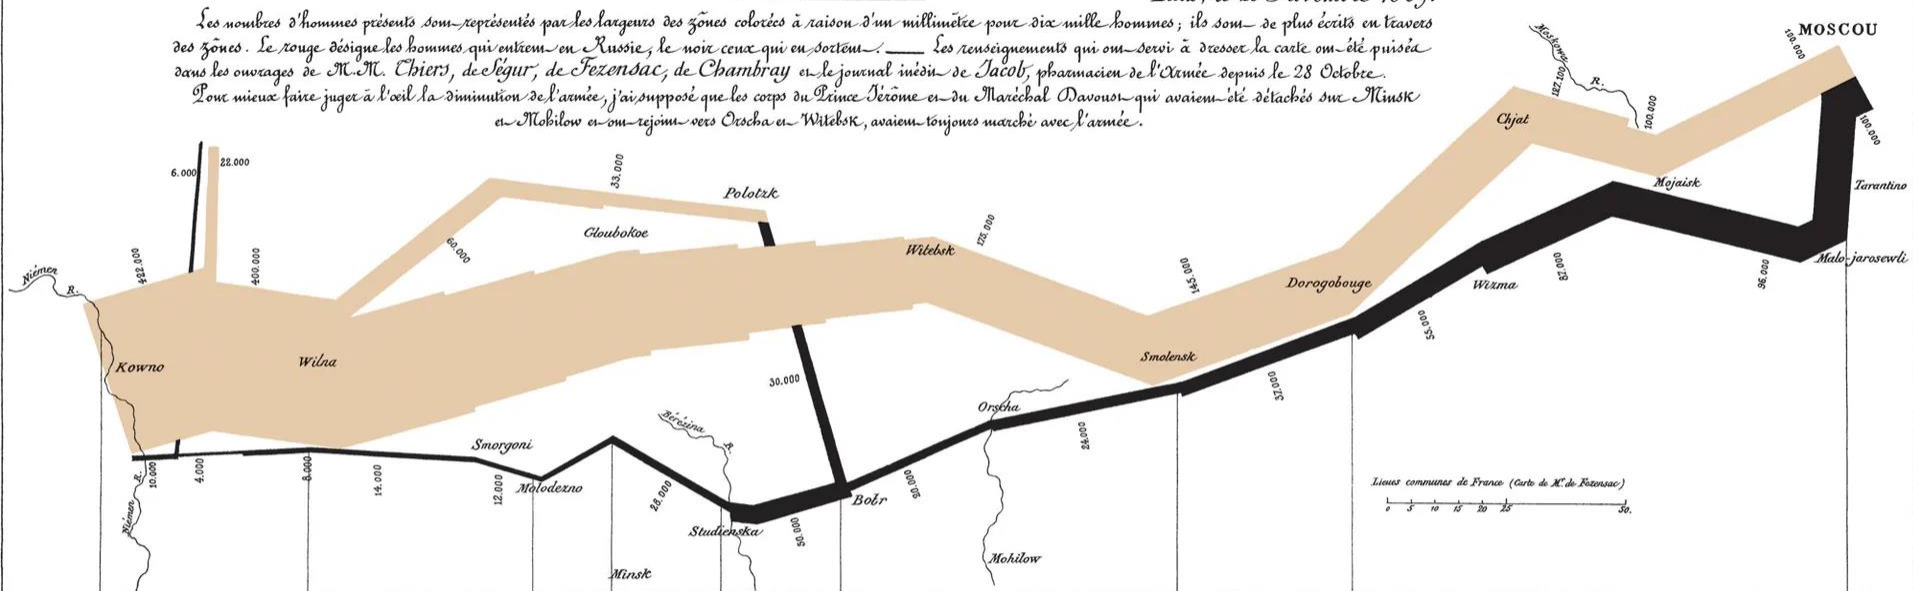 Les nombres d'hommes présents sont représentés par les largeurs des zônes colorées à raison d'un millimètre pour dix mille hommes; ils sont de plus écrits en travers
des zônes. Le rouge désigne les hommes qui entrent en Russie, le noir ceux qui en sortent. — Les renseignements qui ont servi à dresser la carte ont été puisés
dans les ouvrages de M.M. Thiers, de Ségur, de Fezensac, de Chambray et le journal inédit de Jacob, pharmacien de l'Armée depuis le 28 Octobre.
Pour mieux faire juger à l'œil la diminution de l'armée, j'ai supposé que les corps du Prince Jérôme et du Maréchal Davoust qui avaient été détachés sur Minsk
et Mohilow et ont rejoint vers Orscha et Witebsk, avaient toujours marché avec l'armée.
MOSCOU
100.000
Moskowa R.
127.100
100.000
Chjat
100.000
6.000
22.000
33.000
Polotzk
Mojaisk
Tarantino
Gloubokoe
60.000
175.000
Witebsk
422.000
400.000
Malo-jarosewli
Niémen R.
145.000
Dorogobouge
Wizma
82.000
96.000
55.000
Kowno
Wilna
Smolensk
30.000
37.000
Orscha
Bérézina R.
24.000
Smorgoni
10.000
4.000
8.000
14.000
12.000
Molodezno
28.000
20.000
Bobr
Lieues communes de France (Carte de M. de Fezensac)
0 5 10 15 20 25 50.
Niémen R.
Studienska
50.000
Mohilow
Minsk